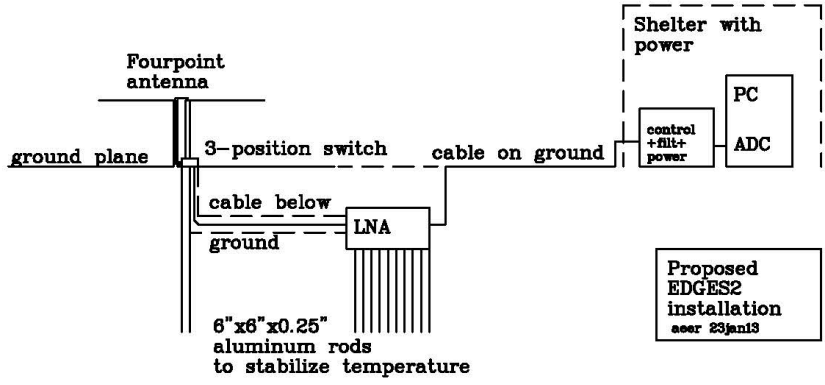 Shelter with
power
Fourpoint
antenna
PC
ADC
control
+filt+
power
ground plane
3-position switch
cable on ground
cable below
ground
LNA
6"x6"x0.25"
aluminum rods
to stabilize temperature
Proposed
EDGES2
installation
aeer 23jan13